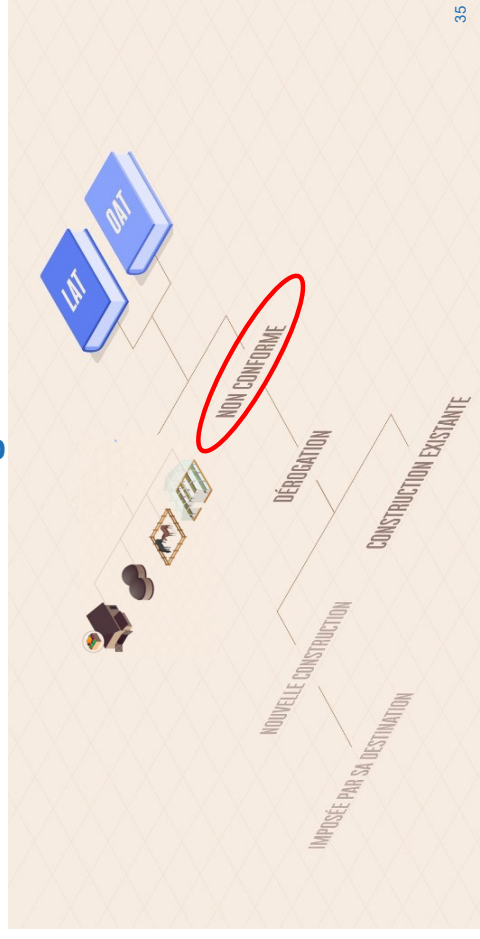 LAT
OAT
NON CONFORME
DÉROGATION
NOUVELLE CONSTRUCTION
CONSTRUCTION EXISTANTE
IMPOSÉE PAR SA DESTINATION
35